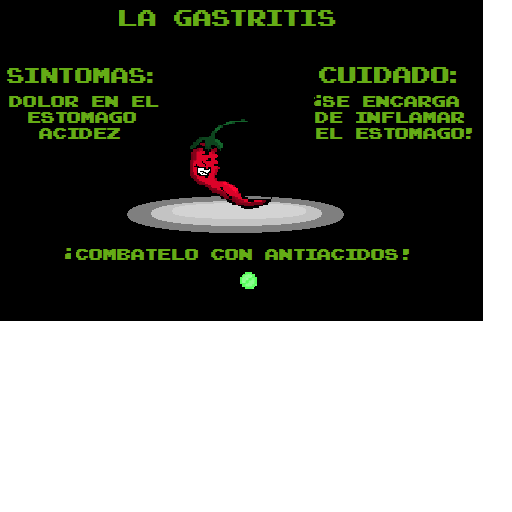 LA GASTRITIS
SINTOMAS:
DOLOR EN EL
ESTOMAGO
ACIDEZ
CUIDADO:
¡SE ENCARGA
DE INFLAMAR
EL ESTOMAGO!
¡COMBATELO CON ANTIACIDOS!